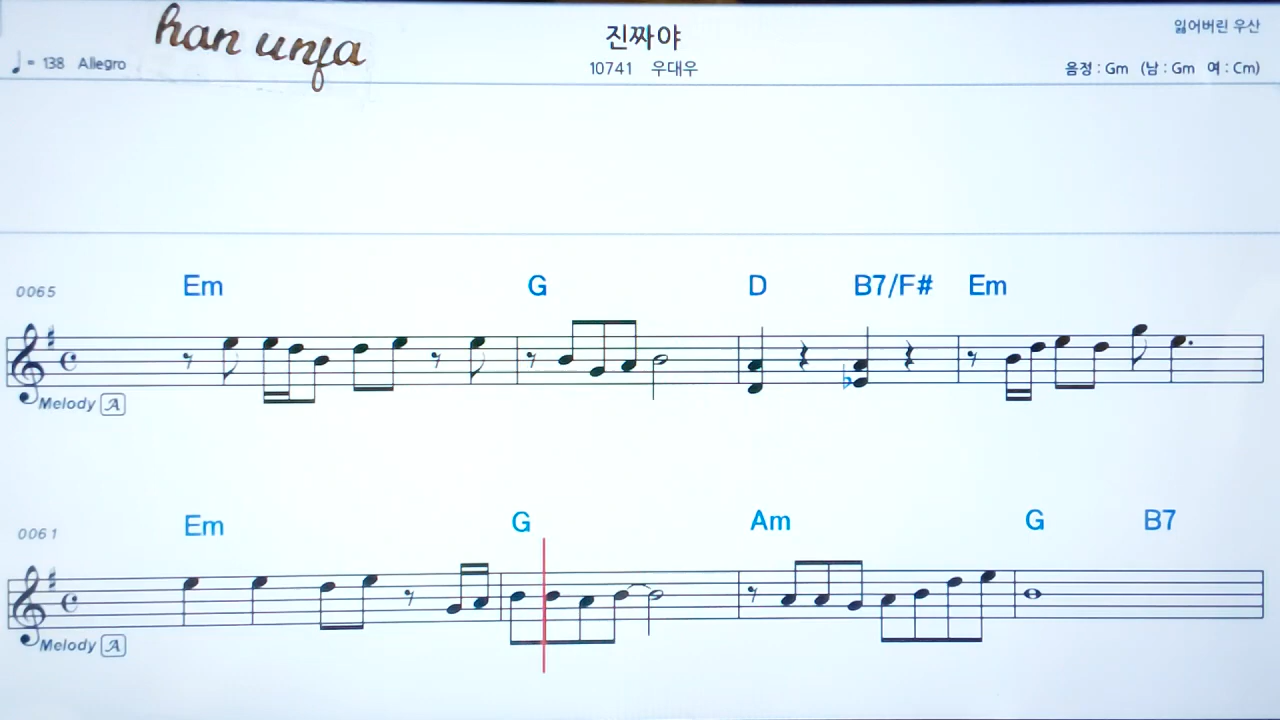 han unfa
진짜야
잃어버린 우산
♩= 138 Allegro
10741 우대우
음정 : Gm (남 : Gm 여 : Cm)
0065
Em G D B7/F# Em
Melody A
0061
Em G Am G B7
Melody A